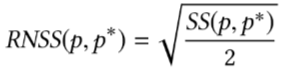 RNSS(p, p*) = √(SS(p, p*) / 2)